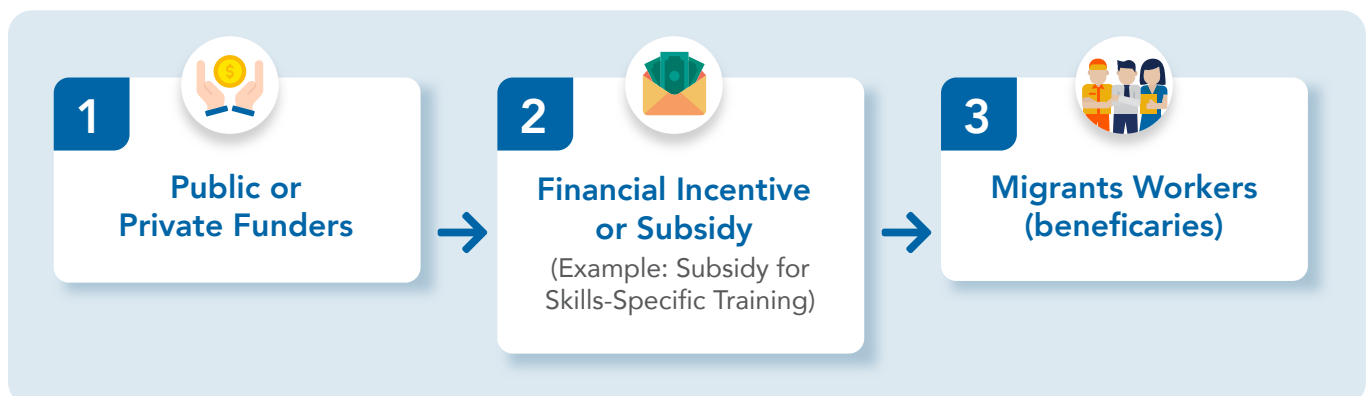 1
Public or
Private Funders
2
Financial Incentive
or Subsidy
(Example: Subsidy for
Skills-Specific Training)
3
Migrants Workers
(beneficaries)